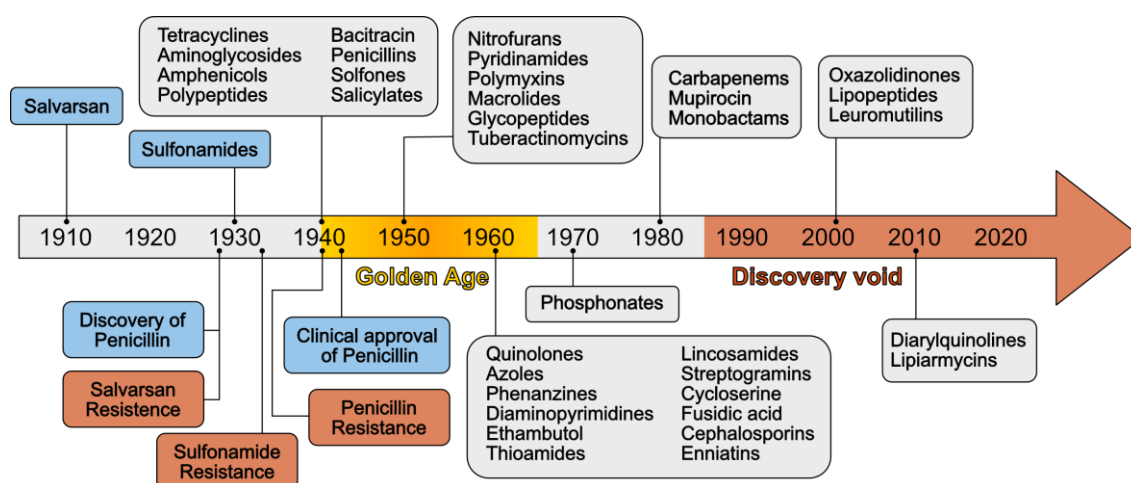 Tetracyclines
Aminoglycosides
Amphenicols
Polypeptides
Bacitracin
Penicillins
Solfones
Salicylates
Nitrofurans
Pyridinamides
Polymyxins
Macrolides
Glycopeptides
Tuberactinomycins
Carbapenems
Mupirocin
Monobactams
Oxazolidinones
Lipopeptides
Leuromutilins
Salvarsan
Sulfonamides
1910 1920 1930 1940 1950 1960 1970 1980 1990 2000 2010 2020
Golden Age
Discovery void
Discovery of
Penicillin
Salvarsan
Resistence
Sulfonamide
Resistance
Clinical approval
of Penicillin
Penicillin
Resistance
Phosphonates
Quinolones
Azoles
Phenanzines
Diaminopyrimidines
Ethambutol
Thioamides
Lincosamides
Streptogramins
Cycloserine
Fusidic acid
Cephalosporins
Enniatins
Diarylquinolines
Lipiarmycins